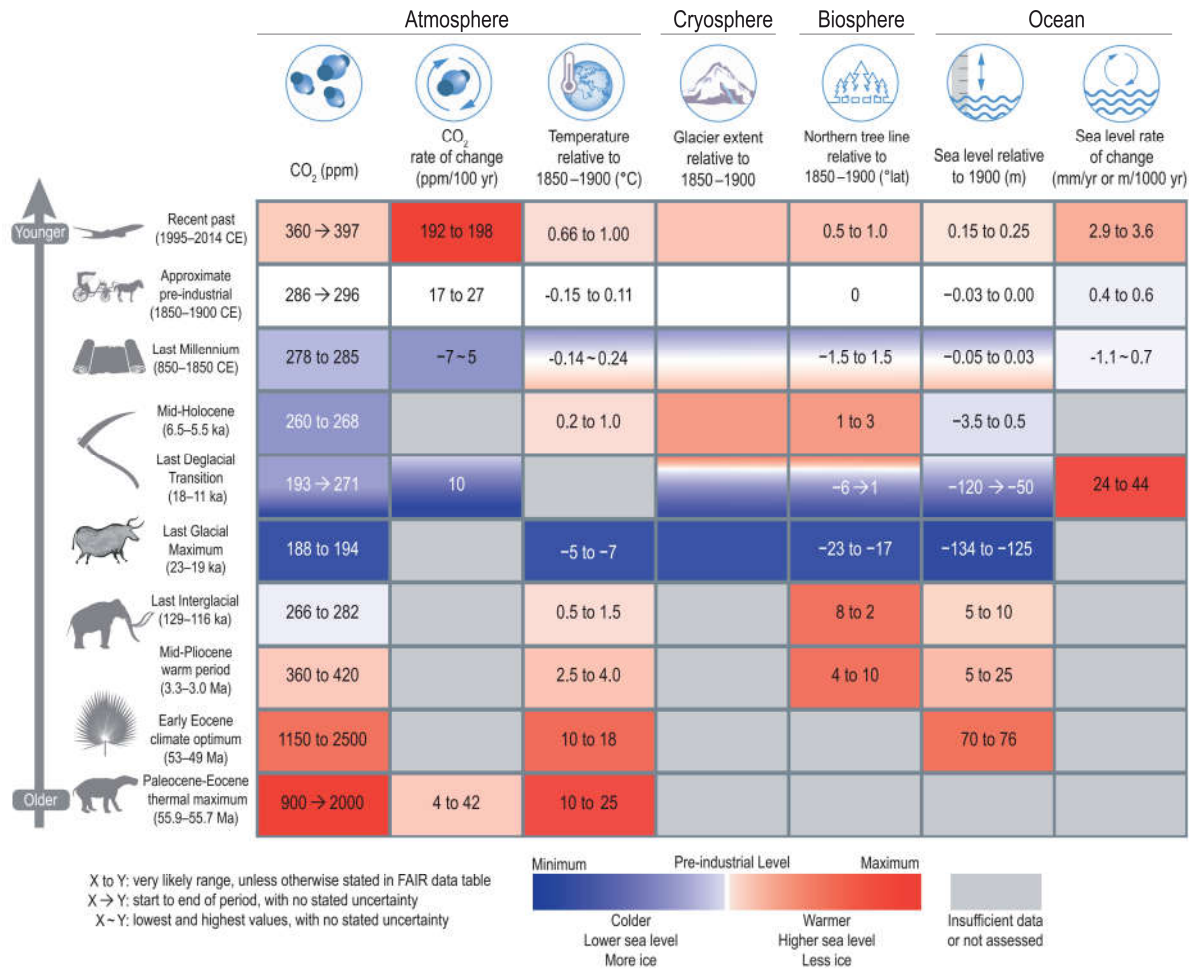 Atmosphere Cryosphere Biosphere Ocean
CO2 (ppm)
CO2
rate of change
(ppm/100 yr)
Temperature
relative to
1850–1900 (°C)
Glacier extent
relative to
1850–1900
Northern tree line
relative to
1850–1900 (°lat)
Sea level relative
to 1900 (m)
Sea level rate
of change
(mm/yr or m/1000 yr)
Younger
Recent past
(1995–2014 CE)
360 → 397 192 to 198 0.66 to 1.00 0.5 to 1.0 0.15 to 0.25 2.9 to 3.6
Approximate
pre-industrial
(1850–1900 CE)
286 → 296 17 to 27 -0.15 to 0.11 0 −0.03 to 0.00 0.4 to 0.6
Last Millennium
(850–1850 CE)
278 to 285 −7 ~ 5 -0.14 ~ 0.24 −1.5 to 1.5 −0.05 to 0.03 -1.1 ~ 0.7
Mid-Holocene
(6.5–5.5 ka)
260 to 268 0.2 to 1.0 1 to 3 −3.5 to 0.5
Last Deglacial
Transition
(18–11 ka)
193 → 271 10 −6 → 1 −120 → −50 24 to 44
Last Glacial
Maximum
(23–19 ka)
188 to 194 −5 to −7 −23 to −17 −134 to −125
Last Interglacial
(129–116 ka)
266 to 282 0.5 to 1.5 8 to 2 5 to 10
Mid-Pliocene
warm period
(3.3–3.0 Ma)
360 to 420 2.5 to 4.0 4 to 10 5 to 25
Early Eocene
climate optimum
(53–49 Ma)
1150 to 2500 10 to 18 70 to 76
Older
Paleocene-Eocene
thermal maximum
(55.9–55.7 Ma)
900 → 2000 4 to 42 10 to 25
X to Y: very likely range, unless otherwise stated in FAIR data table
X → Y: start to end of period, with no stated uncertainty
X ~ Y: lowest and highest values, with no stated uncertainty
Minimum Pre-industrial Level Maximum
Colder
Lower sea level
More ice
Warmer
Higher sea level
Less ice
Insufficient data
or not assessed